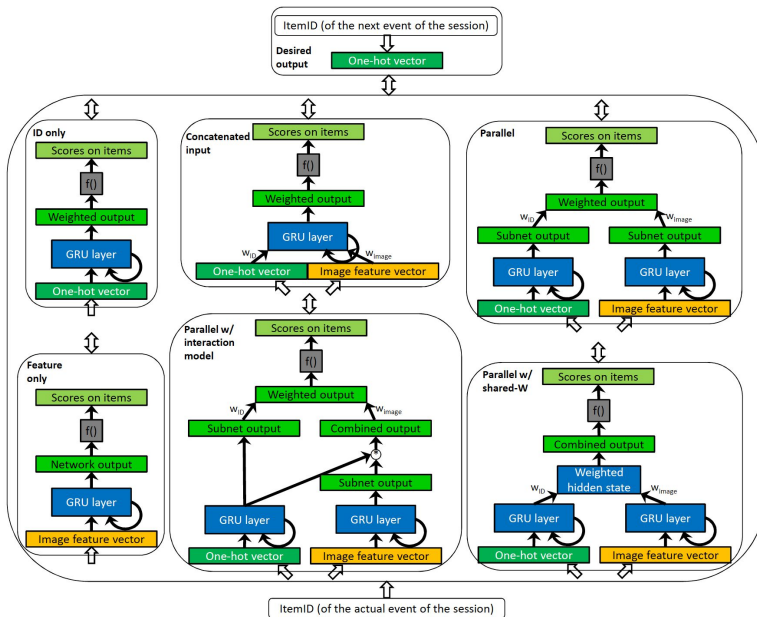 ItemID (of the next event of the session)
Desired
output
One-hot vector
ID only
Scores on items
f()
Weighted output
GRU layer
One-hot vector
Concatenated
input
Scores on items
f()
Weighted output
GRU layer
wID
wImage
One-hot vector
Image feature vector
Parallel
Scores on items
f()
Weighted output
wID
wImage
Subnet output
Subnet output
GRU layer
GRU layer
One-hot vector
Image feature vector
Feature
only
Scores on items
f()
Network output
GRU layer
Image feature vector
Parallel w/
interaction
model
Scores on items
f()
Weighted output
wID
wImage
Subnet output
Combined output
*
Subnet output
GRU layer
GRU layer
One-hot vector
Image feature vector
Parallel w/
shared-W
Scores on items
f()
Combined output
Weighted
hidden state
wID
wImage
GRU layer
GRU layer
One-hot vector
Image feature vector
ItemID (of the actual event of the session)